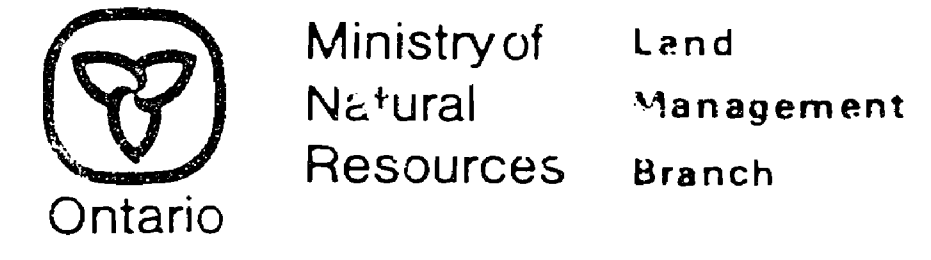 Ministry of
Natural
Resources
Land
Management
Branch
Ontario